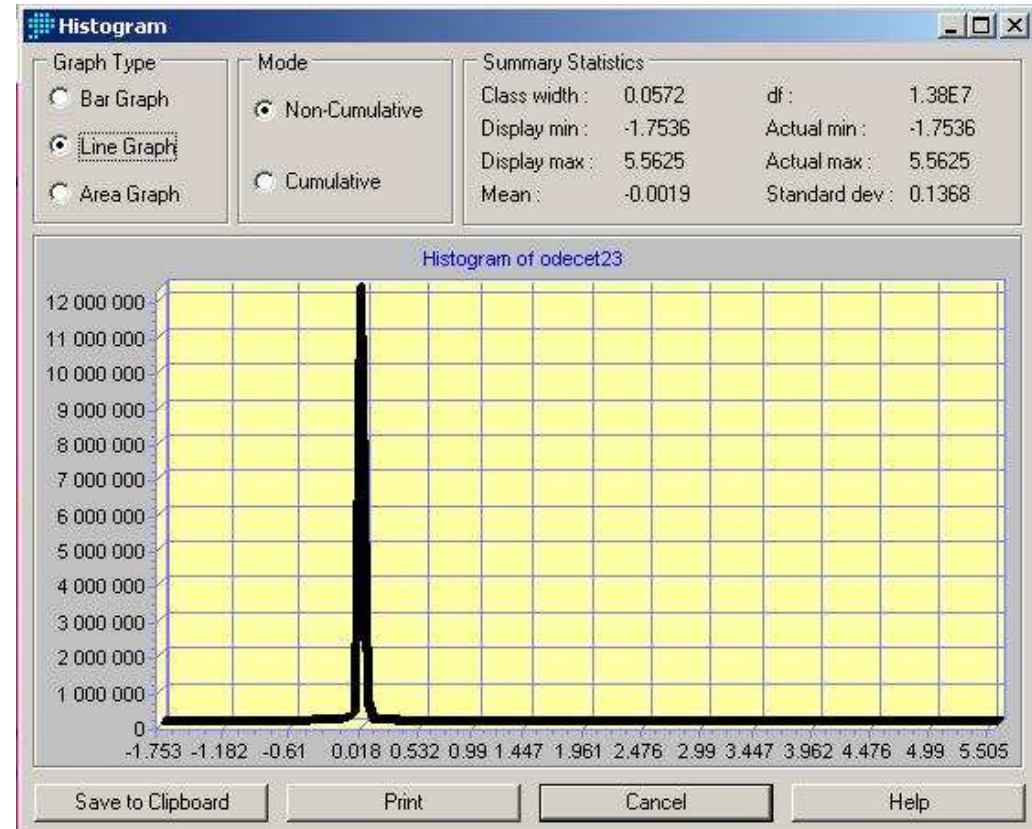 Histogram
Graph Type
Bar Graph
Line Graph
Area Graph
Mode
Non-Cumulative
Cumulative
Summary Statistics
Class width : 0.0572 df : 1.38E7
Display min : -1.7536 Actual min : -1.7536
Display max : 5.5625 Actual max : 5.5625
Mean : -0.0019 Standard dev : 0.1368
Histogram of odecet23
12 000 000
11 000 000
10 000 000
9 000 000
8 000 000
7 000 000
6 000 000
5 000 000
4 000 000
3 000 000
2 000 000
1 000 000
0
-1.753 -1.182 -0.61 0.018 0.532 0.99 1.447 1.961 2.476 2.99 3.447 3.962 4.476 4.99 5.505
Save to Clipboard Print Cancel Help